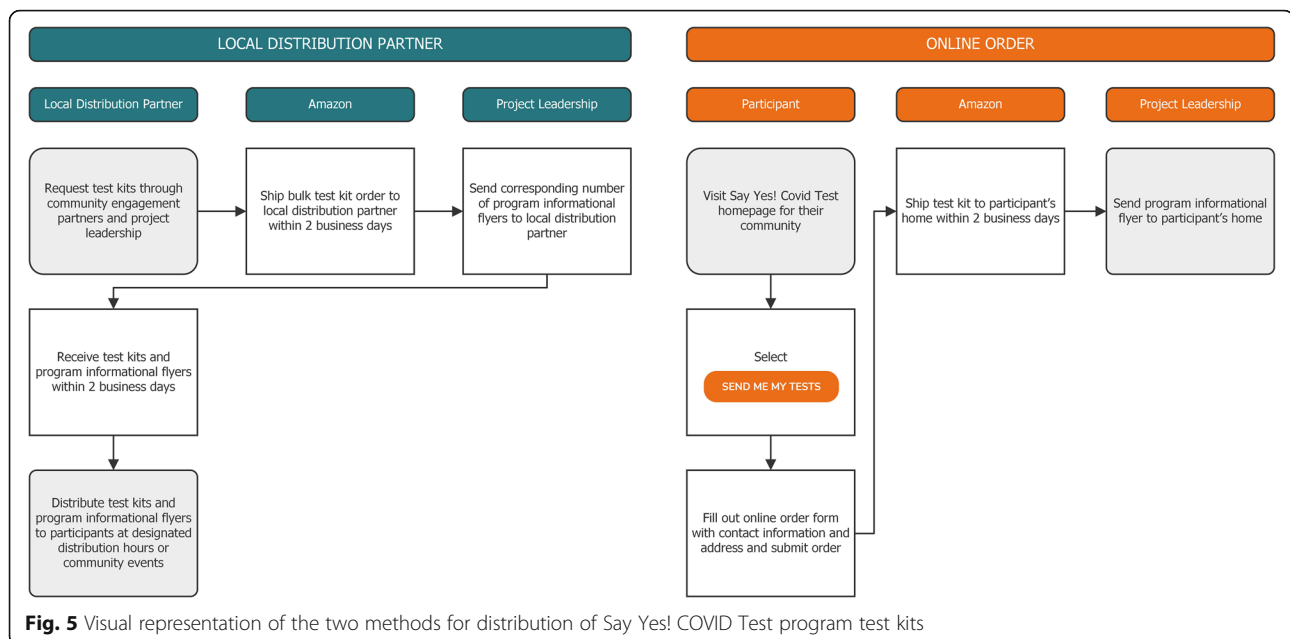 LOCAL DISTRIBUTION PARTNER
Local Distribution Partner
Amazon
Project Leadership
Request test kits through
community engagement
partners and project
leadership
Ship bulk test kit order to
local distribution partner
within 2 business days
Send corresponding number
of program informational
flyers to local distribution
partner
Receive test kits and
program informational flyers
within 2 business days
Distribute test kits and
program informational flyers
to participants at designated
distribution hours or
community events
ONLINE ORDER
Participant
Amazon
Project Leadership
Visit Say Yes! Covid Test
homepage for their
community
Select
SEND ME MY TESTS
Fill out online order form
with contact information and
address and submit order
Ship test kit to participant's
home within 2 business days
Send program informational
flyer to participant's home
Fig. 5 Visual representation of the two methods for distribution of Say Yes! COVID Test program test kits